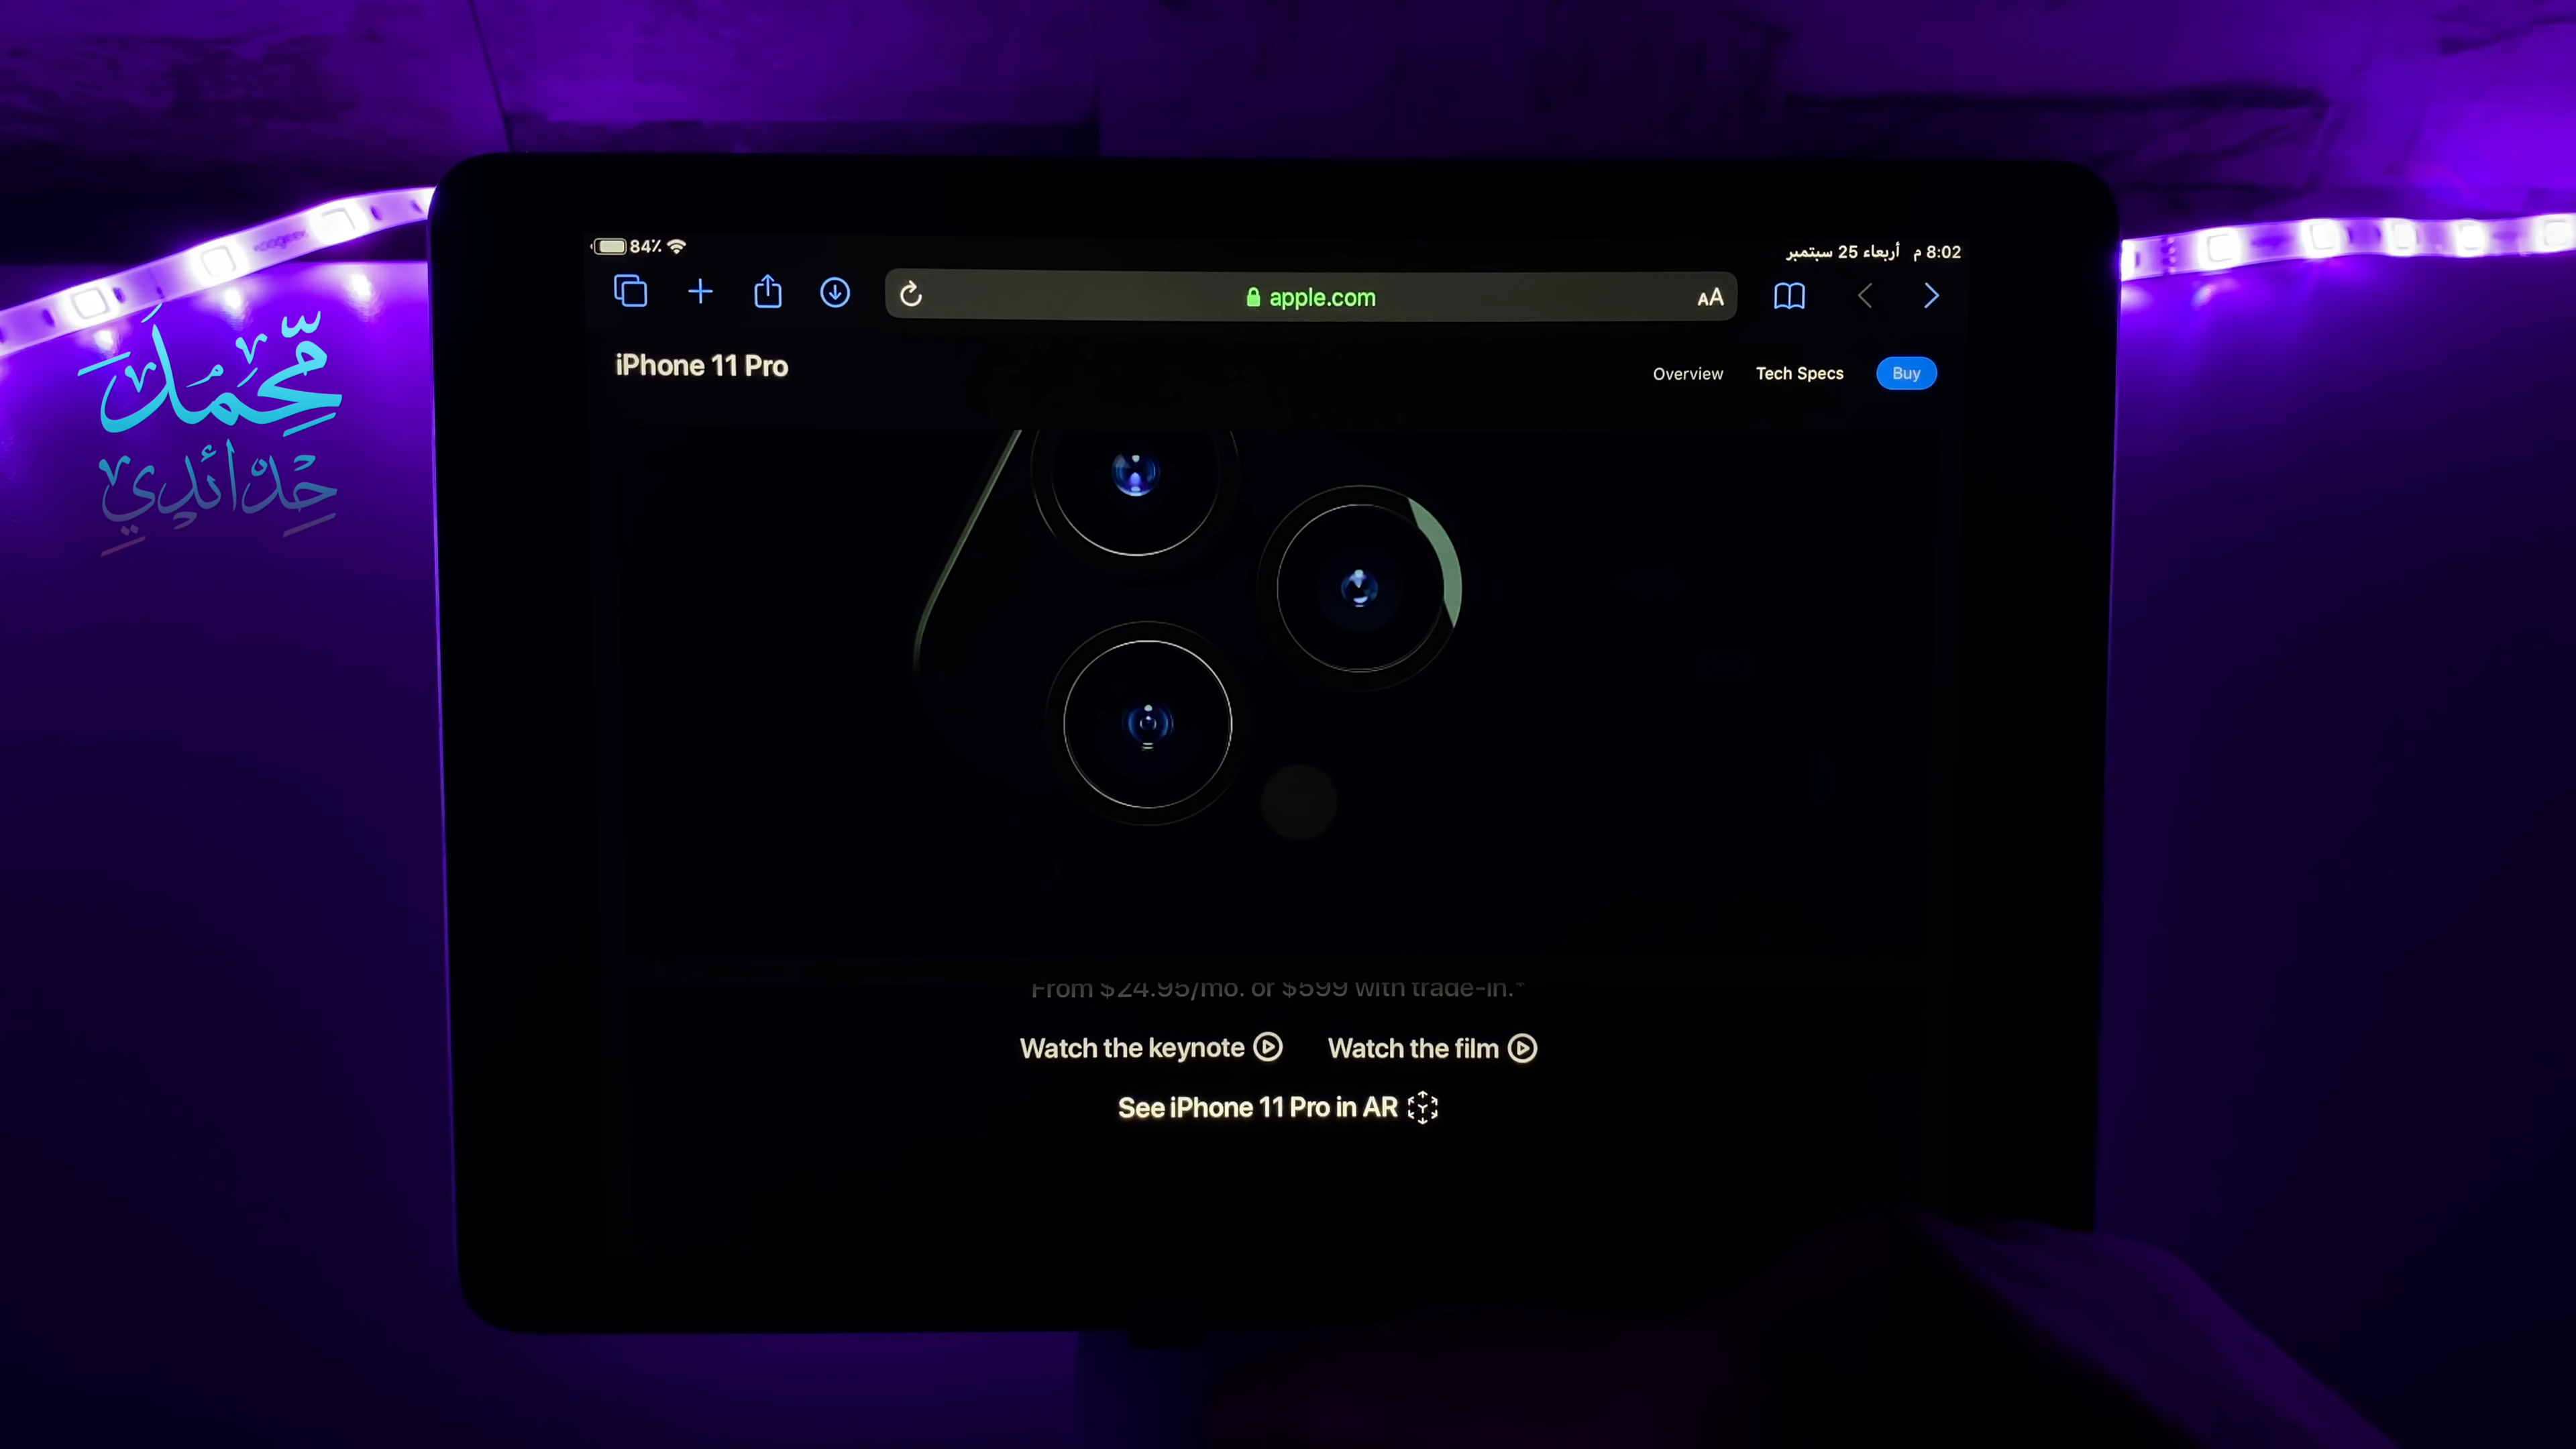 84٪
8:02 م أربعاء 25 سبتمبر
apple.com
AA
iPhone 11 Pro
Overview
Tech Specs
Buy
محمد
حدائدي
From $24.95/mo. or $599 with trade-in.*
Watch the keynote
Watch the film
See iPhone 11 Pro in AR